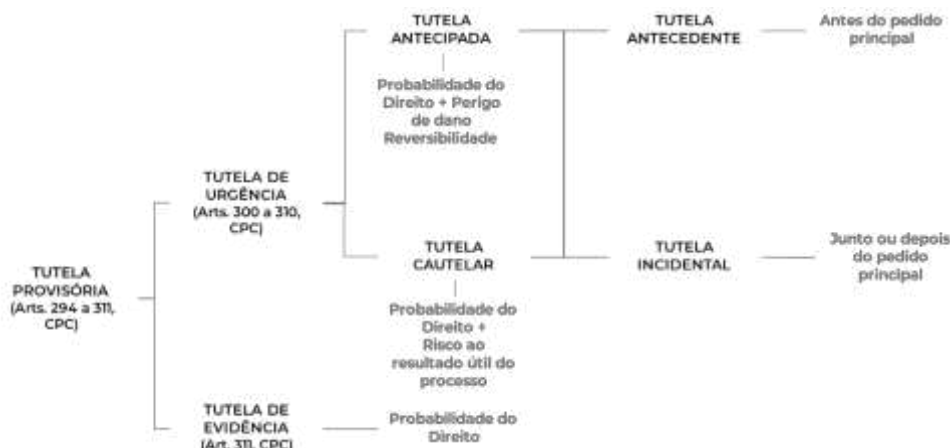 TUTELA
ANTECIPADA
Probabilidade do
Direito + Perigo
de dano
Reversibilidade
TUTELA
ANTECEDENTE
Antes do pedido
principal
TUTELA DE
URGÊNCIA
(Arts. 300 a 310,
CPC)
TUTELA
CAUTELAR
Probabilidade do
Direito +
Risco ao
resultado útil do
processo
TUTELA
INCIDENTAL
Junto ou depois
do pedido
principal
TUTELA
PROVISÓRIA
(Arts. 294 a 311,
CPC)
TUTELA DE
EVIDÊNCIA
(Art. 311, CPC)
Probabilidade do
Direito